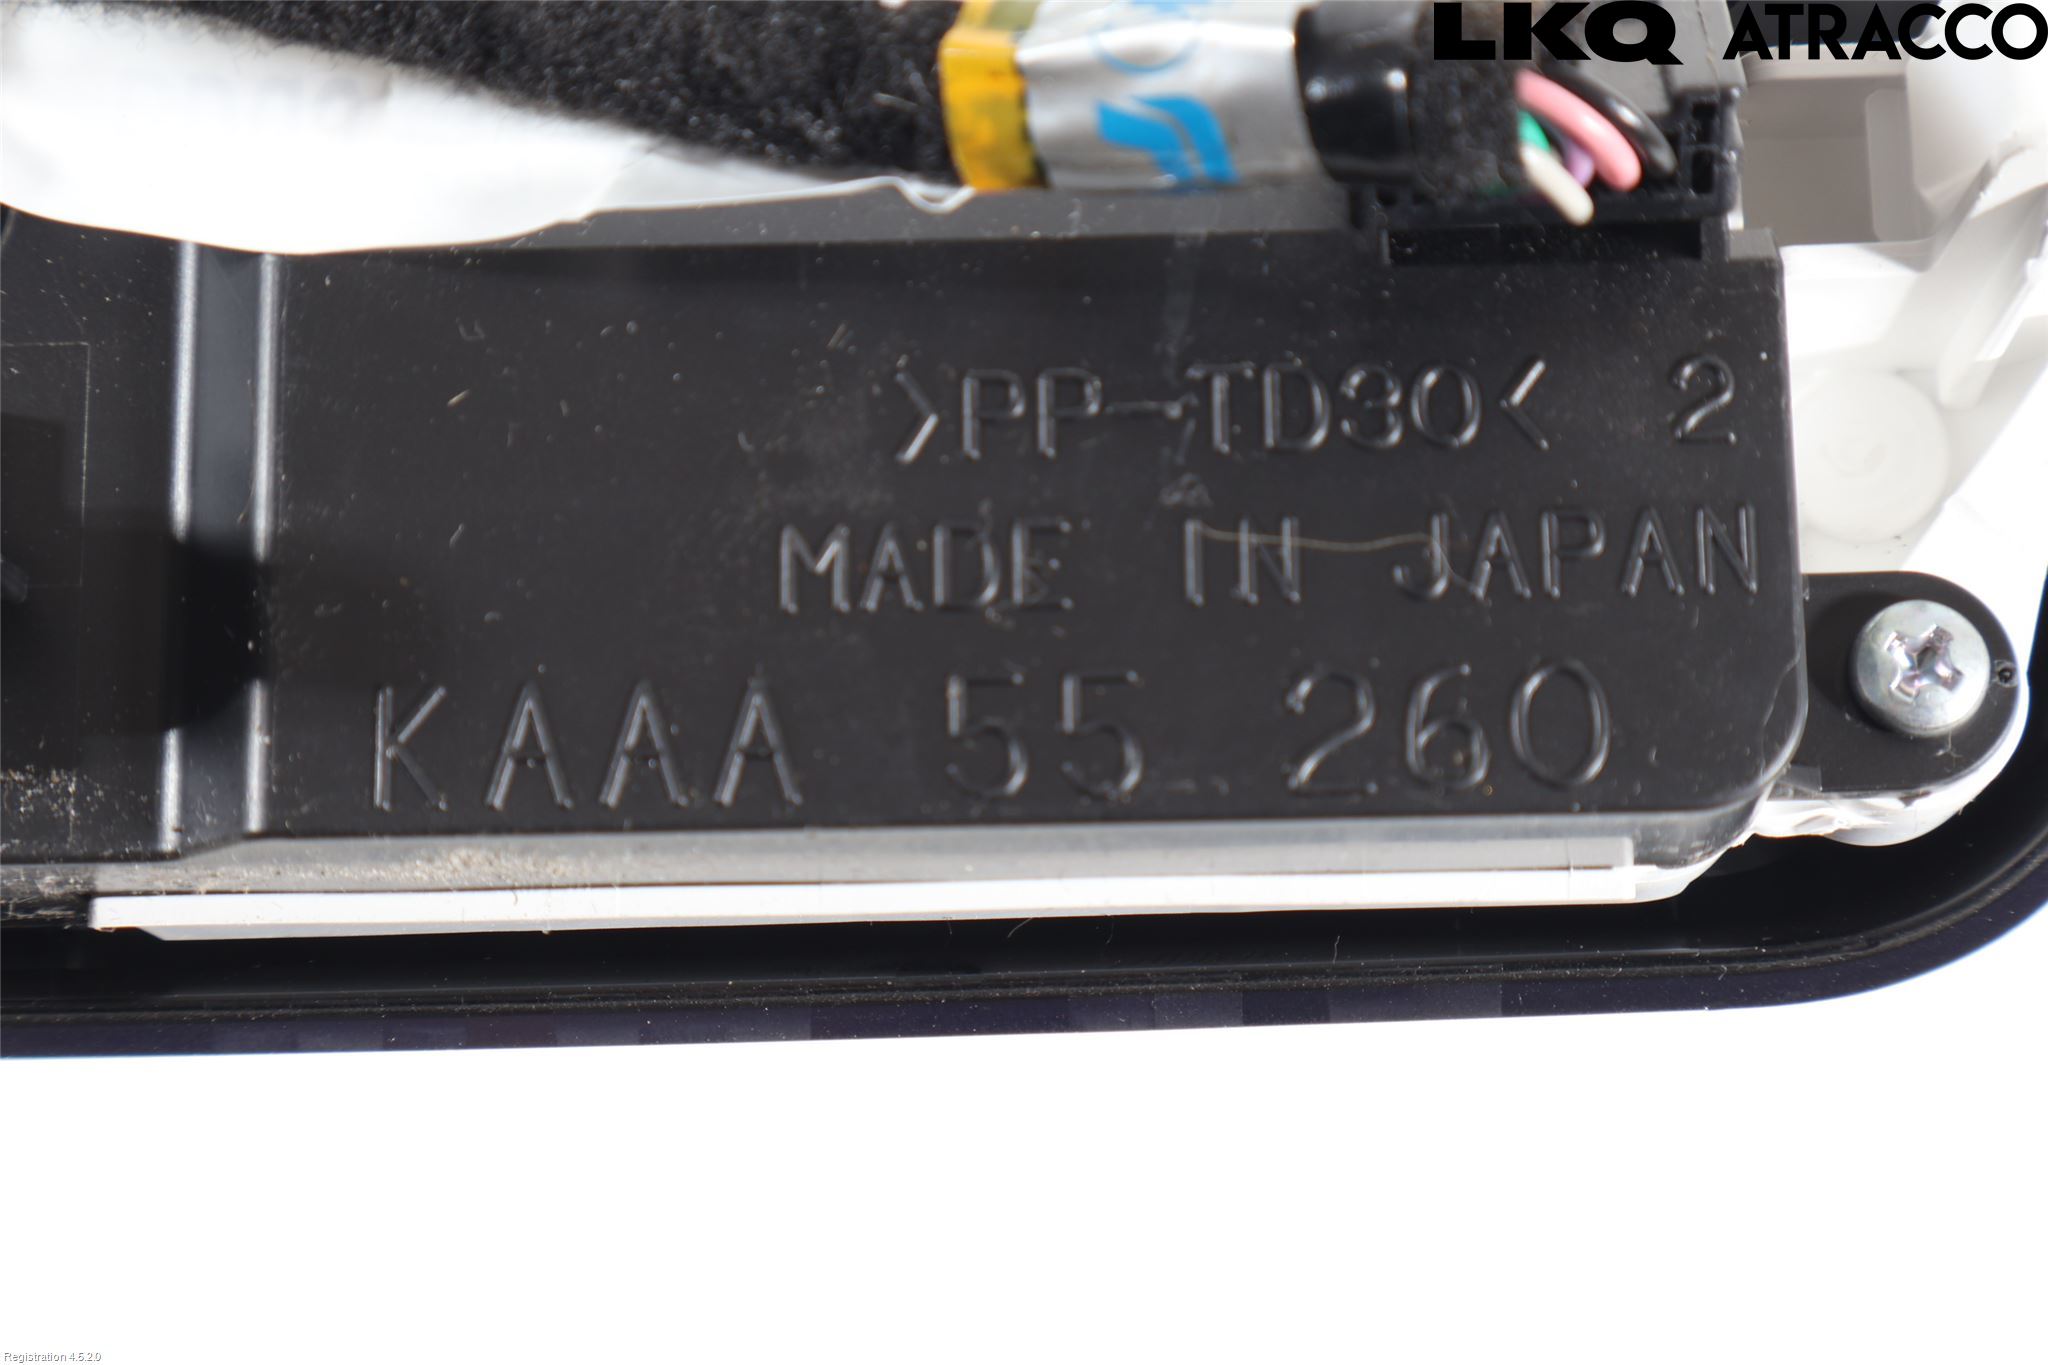 LKQ ATRACCO
>PP-TD30< 2
MADE IN JAPAN
KAAA 55 260
Registration 4.5.2.0